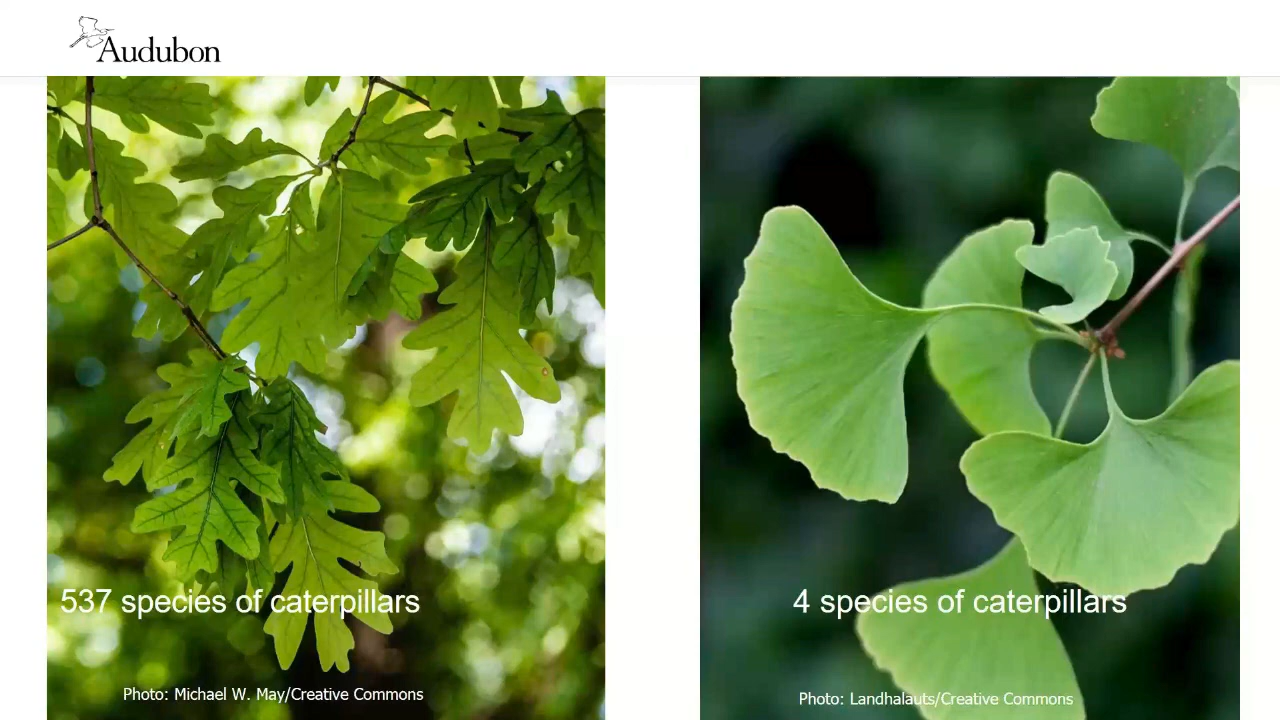 Audubon
537 species of caterpillars
4 species of caterpillars
Photo: Michael W. May/Creative Commons
Photo: Landhalauts/Creative Commons